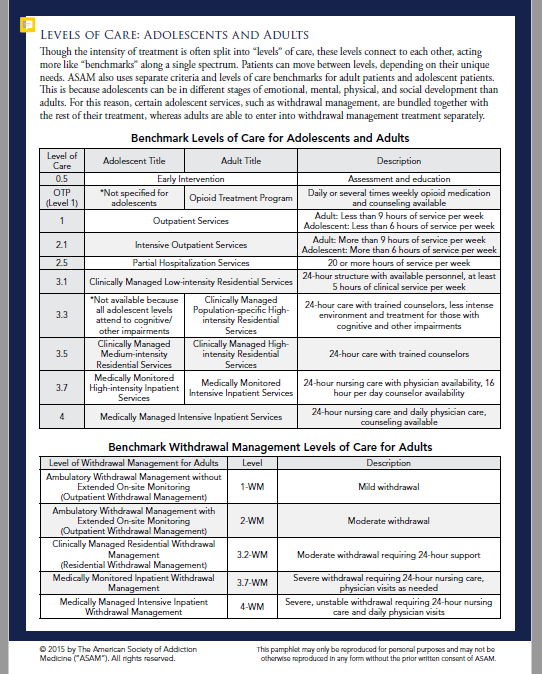 LEVELS OF CARE: ADOLESCENTS AND ADULTS
Though the intensity of treatment is often split into "levels" of care, these levels connect to each other, acting
more like "benchmarks" along a single spectrum. Patients can move between levels, depending on their unique
needs. ASAM also uses separate criteria and levels of care benchmarks for adult patients and adolescent patients.
This is because adolescents can be in different stages of emotional, mental, physical, and social development than
adults. For this reason, certain adolescent services, such as withdrawal management, are bundled together with
the rest of their treatment, whereas adults are able to enter into withdrawal management treatment separately.
Benchmark Levels of Care for Adolescents and Adults
Level of
Care
Adolescent Title
Adult Title
Description
0.5
Early Intervention
Assessment and education
OTP
(Level 1)
*Not specified for
adolescents
Opioid Treatment Program
Daily or several times weekly opioid medication
and counseling available
1
Outpatient Services
Adult: Less than 9 hours of service per week
Adolescent: Less than 6 hours of service per week
2.1
Intensive Outpatient Services
Adult: More than 9 hours of service per week
Adolescent: More than 6 hours of service per week
2.5
Partial Hospitalization Services
20 or more hours of service per week
3.1
Clinically Managed Low-intensity Residential Services
24-hour structure with available personnel, at least
5 hours of clinical service per week
3.3
*Not available because
all adolescent levels
attend to cognitive/
other impairments
Clinically Managed
Population-specific High-
intensity Residential
Services
24-hour care with trained counselors, less intense
environment and treatment for those with
cognitive and other impairments
3.5
Clinically Managed
Medium-intensity
Residential Services
Clinically Managed High-
intensity Residential
Services
24-hour care with trained counselors
3.7
Medically Monitored
High-intensity Inpatient
Services
Medically Monitored
Intensive Inpatient Services
24-hour nursing care with physician availability, 16
hour per day counselor availability
4
Medically Managed Intensive Inpatient Services
24-hour nursing care and daily physician care,
counseling available
Benchmark Withdrawal Management Levels of Care for Adults
Level of Withdrawal Management for Adults
Level
Description
Ambulatory Withdrawal Management without
Extended On-site Monitoring
(Outpatient Withdrawal Management)
1-WM
Mild withdrawal
Ambulatory Withdrawal Management with
Extended On-site Monitoring
(Outpatient Withdrawal Management)
2-WM
Moderate withdrawal
Clinically Managed Residential Withdrawal
Management
(Residential Withdrawal Management)
3.2-WM
Moderate withdrawal requiring 24-hour support
Medically Monitored Inpatient Withdrawal
Management
3.7-WM
Severe withdrawal requiring 24-hour nursing care,
physician visits as needed
Medically Managed Intensive Inpatient
Withdrawal Management
4-WM
Severe, unstable withdrawal requiring 24-hour nursing
care and daily physician visits
© 2015 by The American Society of Addiction
Medicine ("ASAM"). All rights reserved.
This pamphlet may only be reproduced for personal purposes and may not be
otherwise reproduced in any form without the prior written consent of ASAM.